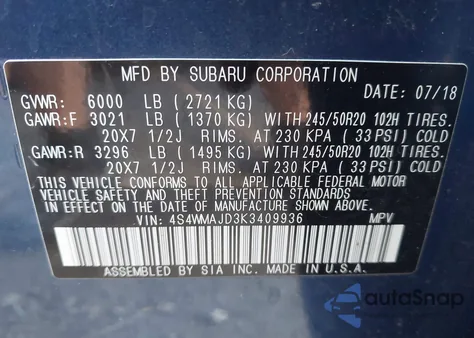 MFD BY SUBARU CORPORATION
GVWR: 6000 LB (2721 KG) DATE: 07/18
GAWR:F 3021 LB (1370 KG) WITH 245/50R20 102H TIRES.
20X7 1/2J RIMS. AT 230 KPA (33 PSI) COLD
GAWR:R 3296 LB (1495 KG) WITH 245/50R20 102H TIRES.
20X7 1/2J RIMS. AT 230 KPA (33 PSI) COLD
THIS VEHICLE CONFORMS TO ALL APPLICABLE FEDERAL MOTOR
VEHICLE SAFETY STANDARDS IN EFFECT ON THE DATE OF
MANUFACTURE SHOWN ABOVE.
VIN: 4S4WMAJD3K3409936 MPV
ASSEMBLED BY SIA INC. MADE IN U.S.A.
autoSnap